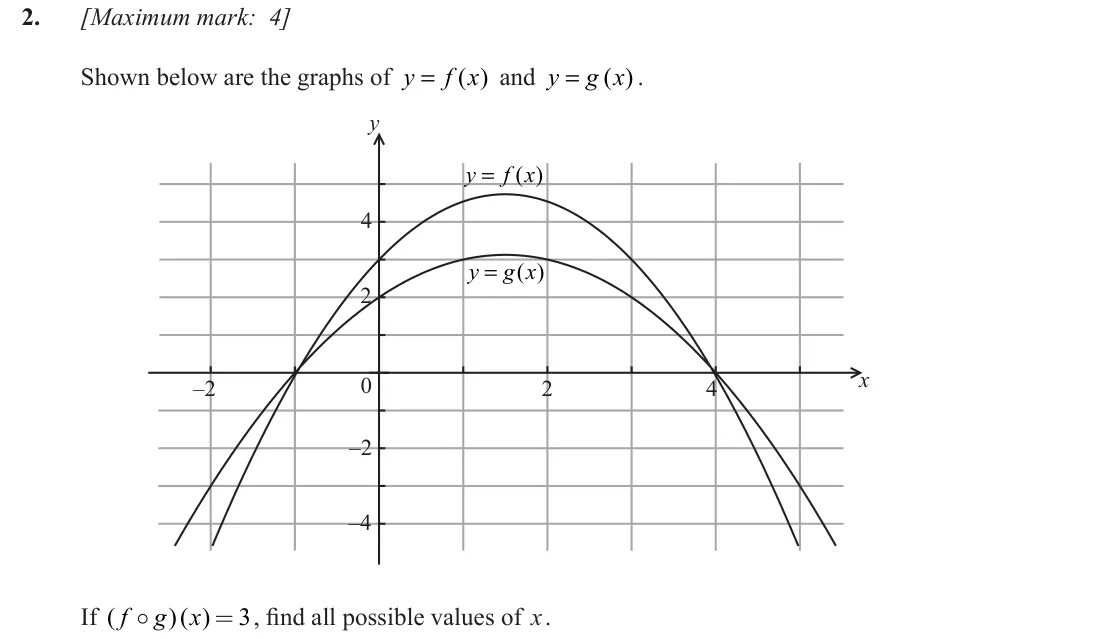 2. [Maximum mark: 4]
Shown below are the graphs of y = f(x) and y = g(x).
y
y = f(x)
4
y = g(x)
2
–2 0 2 4 x
–2
–4
If (f ∘ g)(x) = 3, find all possible values of x.